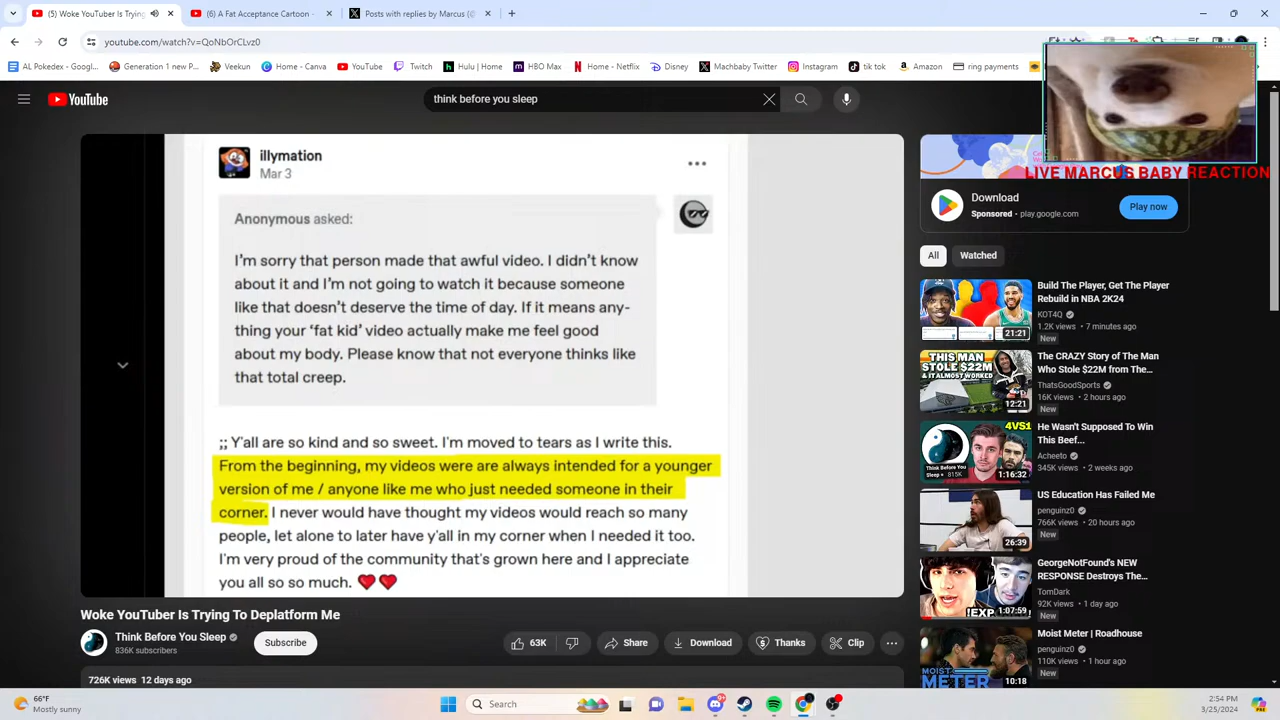 (5) Woke YouTuber Is Trying
(6) A Fat Acceptance Cartoon
Posts with replies by Marcus (
youtube.com/watch?v=QoNbOrCLvz0
AL Pokedex - Googl...
Generation 1 new P...
Veekun
Home - Canva
YouTube
Twitch
Hulu | Home
HBO Max
Home - Netflix
Disney
Machbaby Twitter
Instagram
tik tok
Amazon
ring payments
YouTube
think before you sleep
LIVE MARCUS BABY REACTION
illymation
Mar 3
Anonymous asked:
I'm sorry that person made that awful video. I didn't know
about it and I'm not going to watch it because someone
like that doesn't deserve the time of day. If it means any-
thing your 'fat kid' video actually make me feel good
about my body. Please know that not everyone thinks like
that total creep.
;; Y'all are so kind and so sweet. I'm moved to tears as I write this.
From the beginning, my videos were are always intended for a younger
version of me, or anyone like me who just needed someone in their
corner. I never would have thought my videos would reach so many
people, let alone to later have y'all in my corner when I needed it too.
I'm very proud of the community that's grown here and I appreciate
you all so so much.
Woke YouTuber Is Trying To Deplatform Me
Think Before You Sleep
836K subscribers
Subscribe
63K
Share
Download
Thanks
Clip
726K views 12 days ago
Download
Sponsored • play.google.com
Play now
All
Watched
Build The Player, Get The Player
Rebuild in NBA 2K24
KOT4Q
1.2K views • 7 minutes ago
New
21:21
THIS MAN
STOLE $22M
& IT ALMOST WORKED
12:21
The CRAZY Story of The Man
Who Stole $22M from The...
ThatsGoodSports
16K views • 2 hours ago
New
4VS1
Think Before You
Sleep 815K
1:16:32
He Wasn't Supposed To Win
This Beef...
Acheeto
345K views • 2 weeks ago
26:39
US Education Has Failed Me
penguinz0
766K views • 20 hours ago
New
!EXP
1:07:59
GeorgeNotFound's NEW
RESPONSE Destroys The...
TomDark
92K views • 1 day ago
New
MOIST
METER
10:18
Moist Meter | Roadhouse
penguinz0
110K views • 1 hour ago
New
66°F
Mostly sunny
Search
2:54 PM
3/25/2024